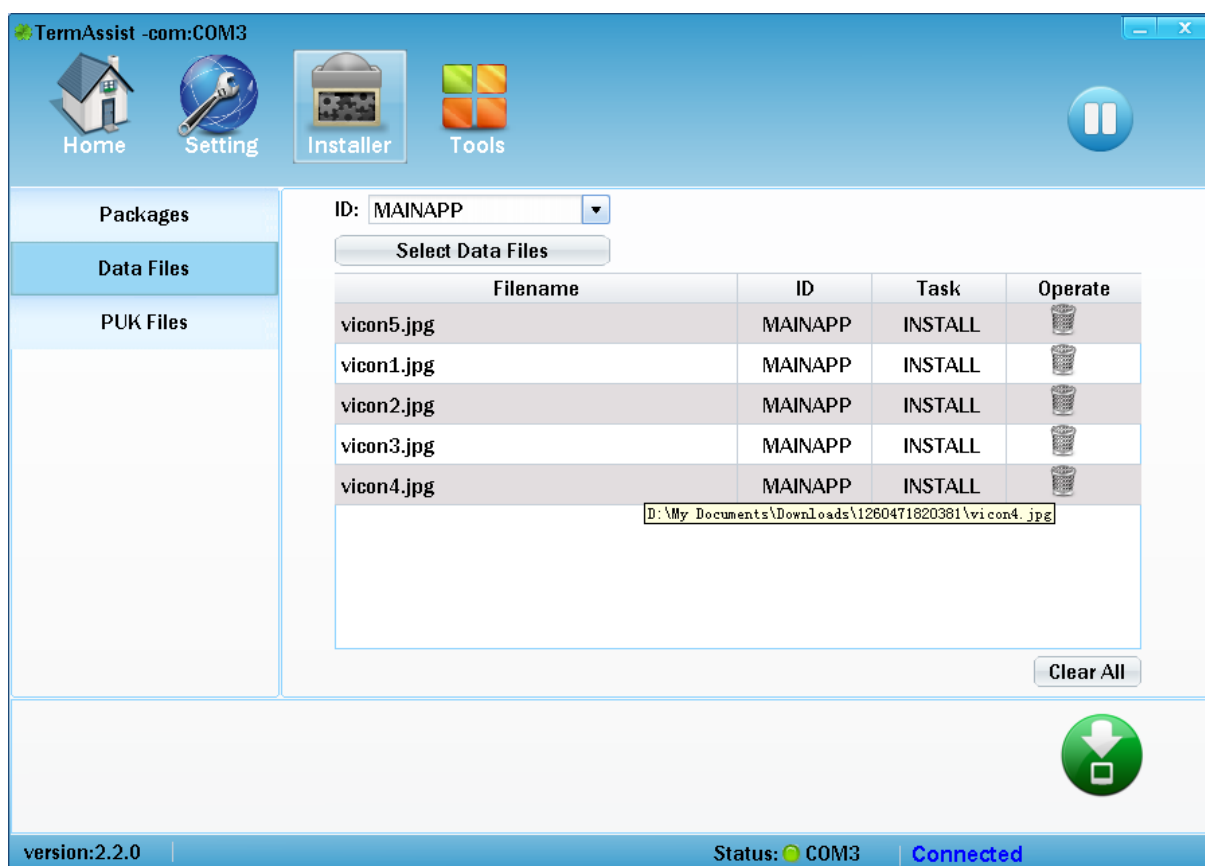 TermAssist -com:COM3
Home Setting Installer Tools
Packages
Data Files
PUK Files
ID: MAINAPP
Select Data Files
Filename ID Task Operate
vicon5.jpg MAINAPP INSTALL
vicon1.jpg MAINAPP INSTALL
vicon2.jpg MAINAPP INSTALL
vicon3.jpg MAINAPP INSTALL
vicon4.jpg MAINAPP INSTALL
D:\My Documents\Downloads\1260471820381\vicon4.jpg
Clear All
version:2.2.0 Status: COM3 Connected